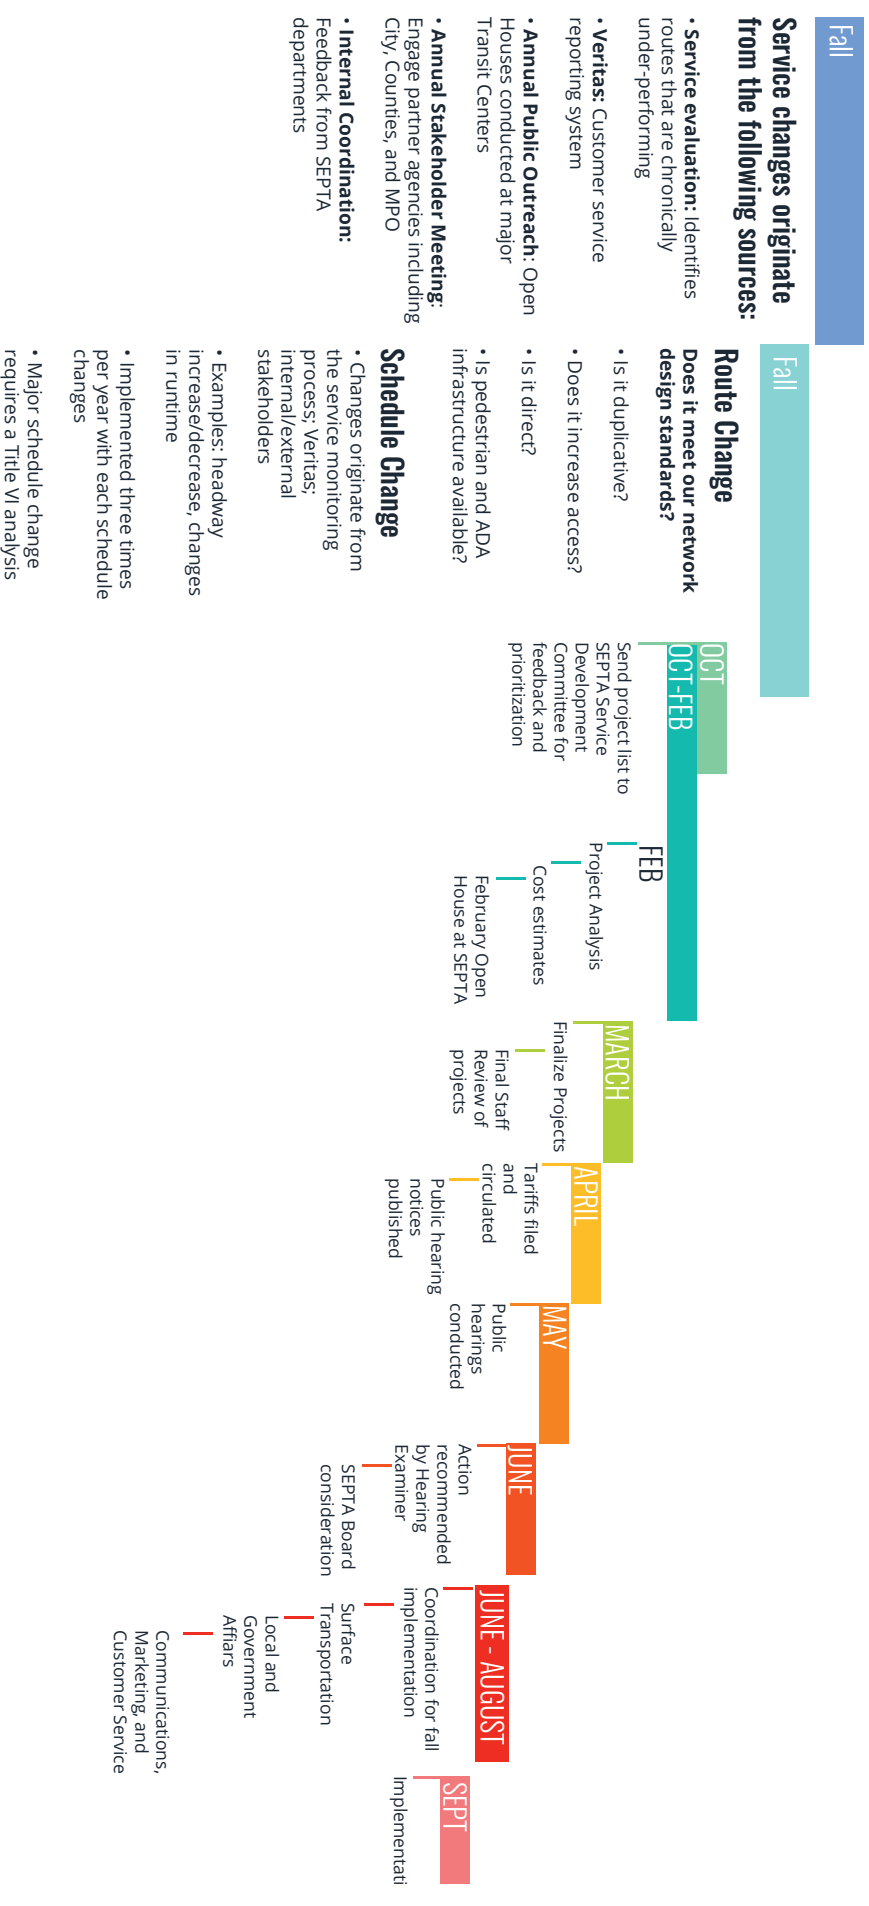 Fall
Service changes originate
from the following sources:
• Service evaluation: Identifies
routes that are chronically
under-performing
• Veritas: Customer service
reporting system
• Annual Public Outreach: Open
Houses conducted at major
Transit Centers
• Annual Stakeholder Meeting:
Engage partner agencies including
City, Counties, and MPO
• Internal Coordination:
Feedback from SEPTA
departments
Fall
Route Change
Does it meet our network
design standards?
• Is it duplicative?
• Does it increase access?
• Is it direct?
• Is pedestrian and ADA
infrastructure available?
Schedule Change
• Changes originate from
the service monitoring
process; Veritas;
internal/external
stakeholders
• Examples: headway
increase/decrease, changes
in runtime
• Implemented three times
per year with each schedule
changes
• Major schedule change
requires a Title VI analysis
OCT
OCT-FEB
Send project list to
SEPTA Service
Development
Committee for
feedback and
prioritization
FEB
Project Analysis
Cost estimates
February Open
House at SEPTA
MARCH
Finalize Projects
Final Staff
Review of
projects
APRIL
Tariffs filed
and
circulated
Public hearing
notices
published
MAY
Public
hearings
conducted
JUNE
Action
recommended
by Hearing
Examiner
SEPTA Board
consideration
JUNE - AUGUST
Coordination for fall
implementation
Surface
Transportation
Local and
Government
Affiars
Communications,
Marketing, and
Customer Service
SEPT
Implementati